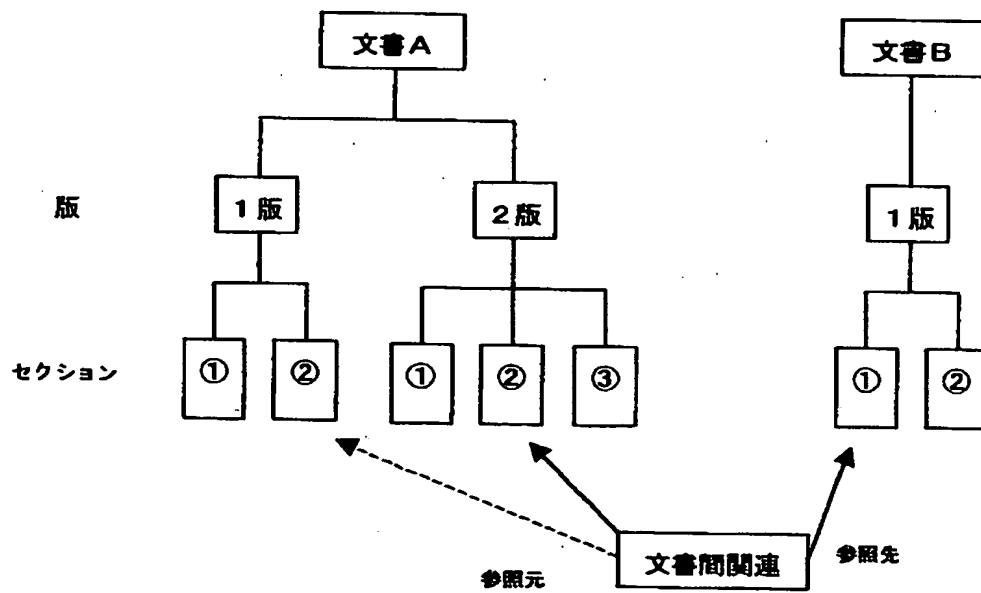 文書A
文書B
版
1版
2版
1版
セクション
①
②
①
②
③
①
②
文書間関連
参照元
参照先